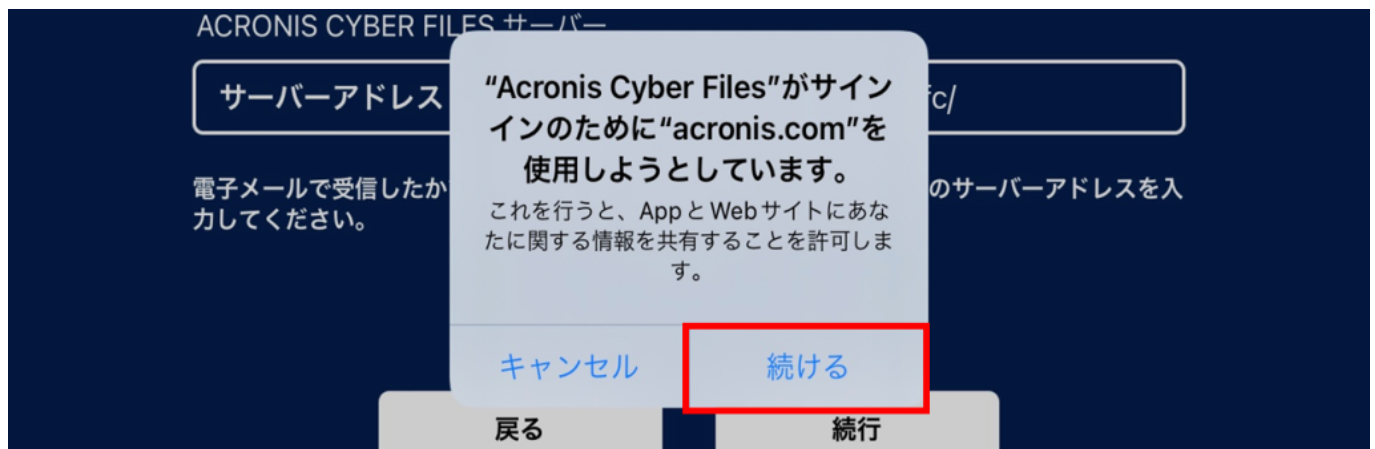 ACRONIS CYBER FILES サーバー
サーバーアドレス
fc/
"Acronis Cyber Files"がサイン
インのために"acronis.com"を
使用しようとしています。
これを行うと、AppとWebサイトにあな
たに関する情報を共有することを許可しま
す。
電子メールで受信したか
のサーバーアドレスを入
力してください。
キャンセル
続ける
戻る
続行